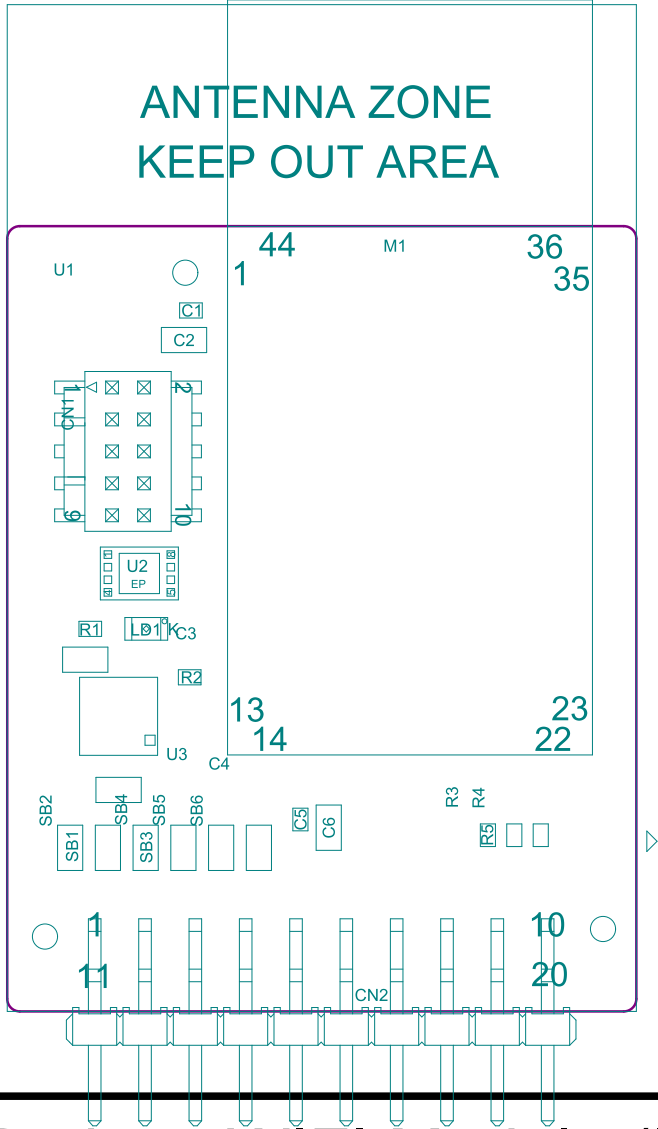 ANTENNA ZONE
KEEP OUT AREA
44
M1
36
U1
1
35
C1
C2
1
2
CN1
9
10
U2
EP
R1
LD1 K
C3
R2
13
23
14
22
U3
C4
SB2
SB4
SB5
SB6
R3
R4
SB1
SB3
C5
C6
R5
1
10
11
20
CN2